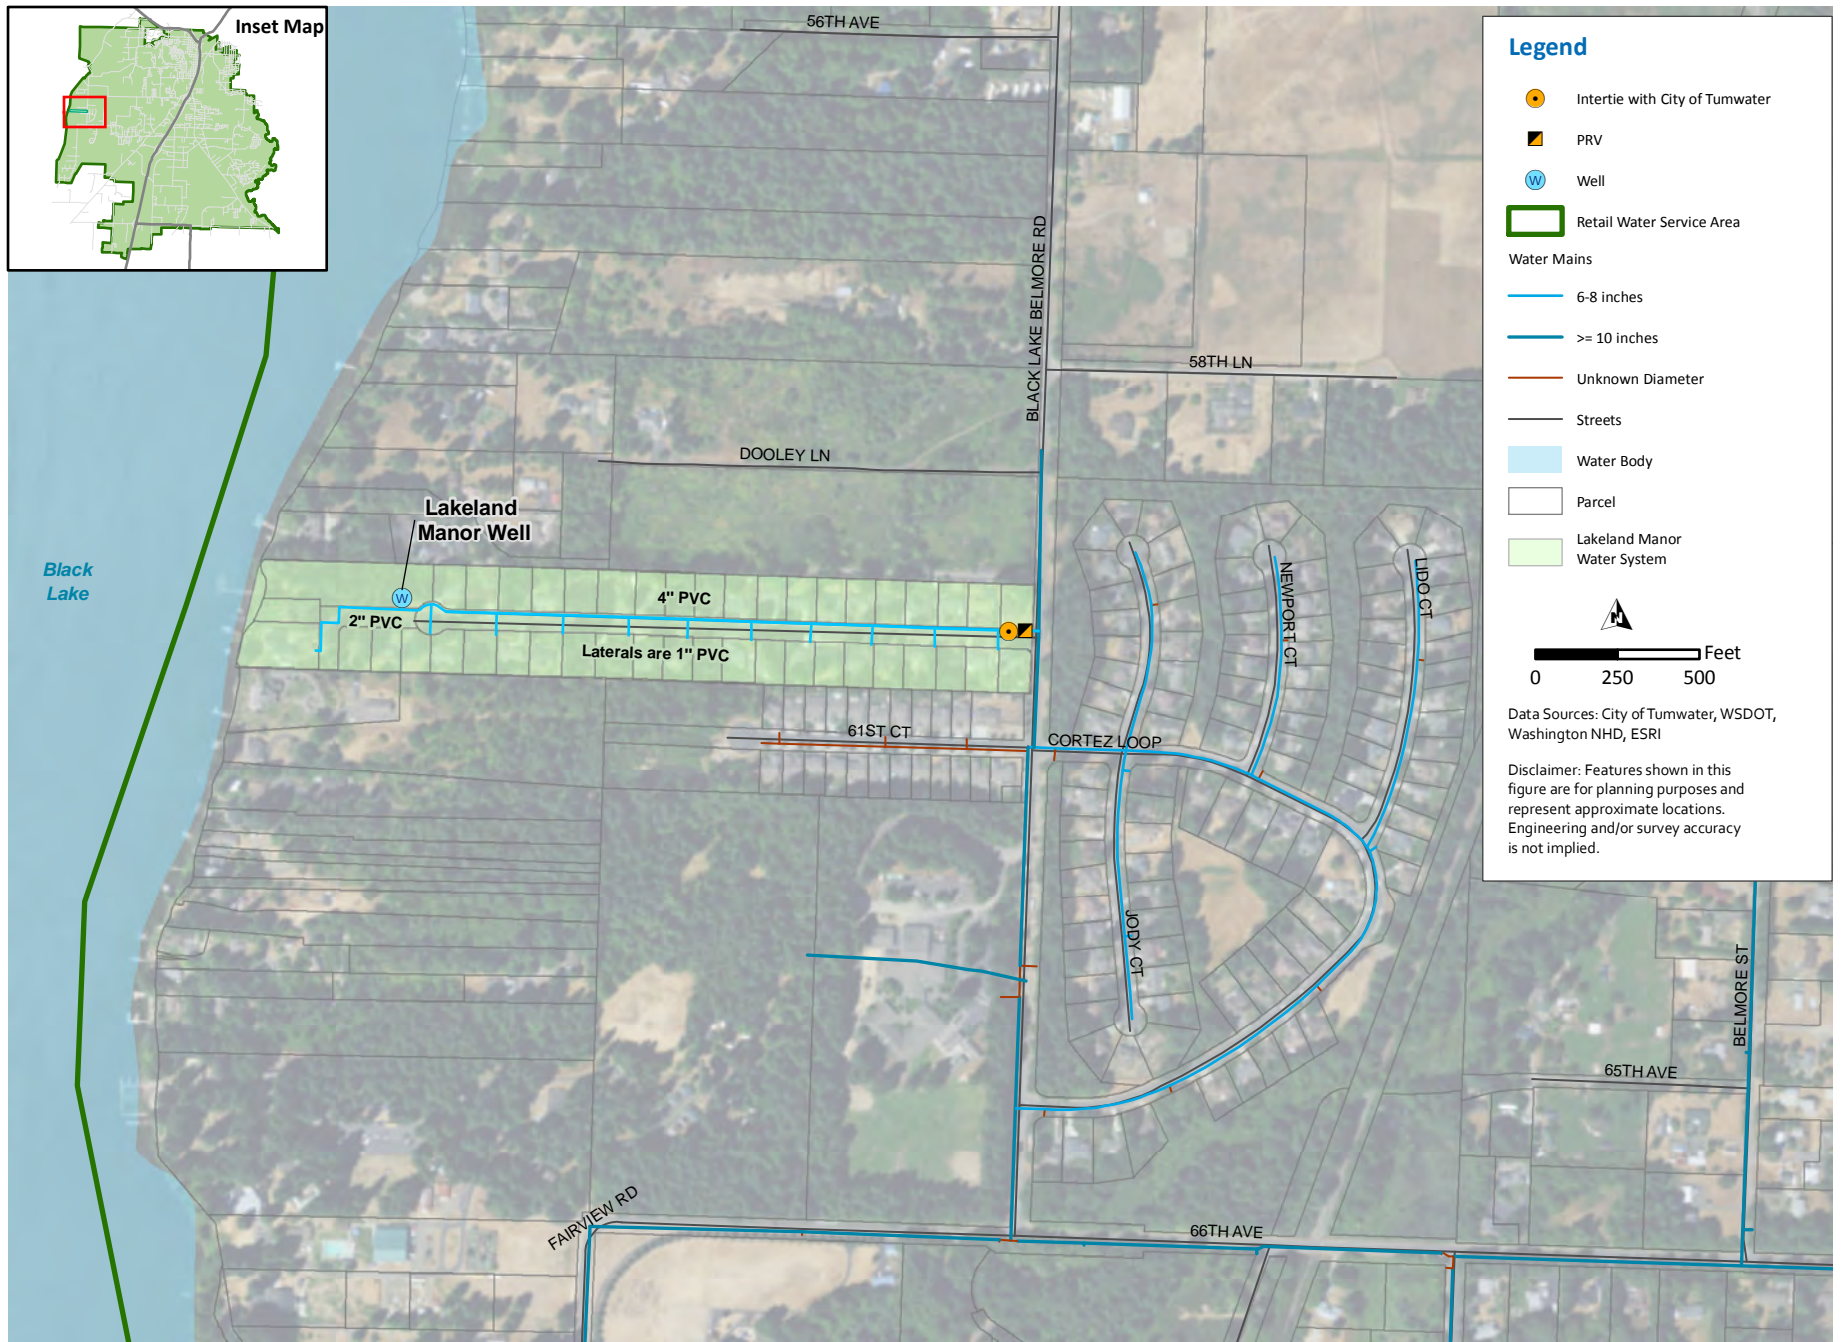 Inset Map
56TH AVE
BLACK LAKE BELMORE RD
58TH LN
DOOLEY LN
Lakeland
Manor Well
Black
Lake
W
4" PVC
2" PVC
Laterals are 1" PVC
NEWPORT CT
LIDO CT
61ST CT
CORTEZ LOOP
JODY CT
BELMORE ST
65TH AVE
FAIRVIEW RD
66TH AVE
Legend
Intertie with City of Tumwater
PRV
W
Well
Retail Water Service Area
Water Mains
6-8 inches
>= 10 inches
Unknown Diameter
Streets
Water Body
Parcel
Lakeland Manor
Water System
N
Feet
0 250 500
Data Sources: City of Tumwater, WSDOT,
Washington NHD, ESRI
Disclaimer: Features shown in this
figure are for planning purposes and
represent approximate locations.
Engineering and/or survey accuracy
is not implied.